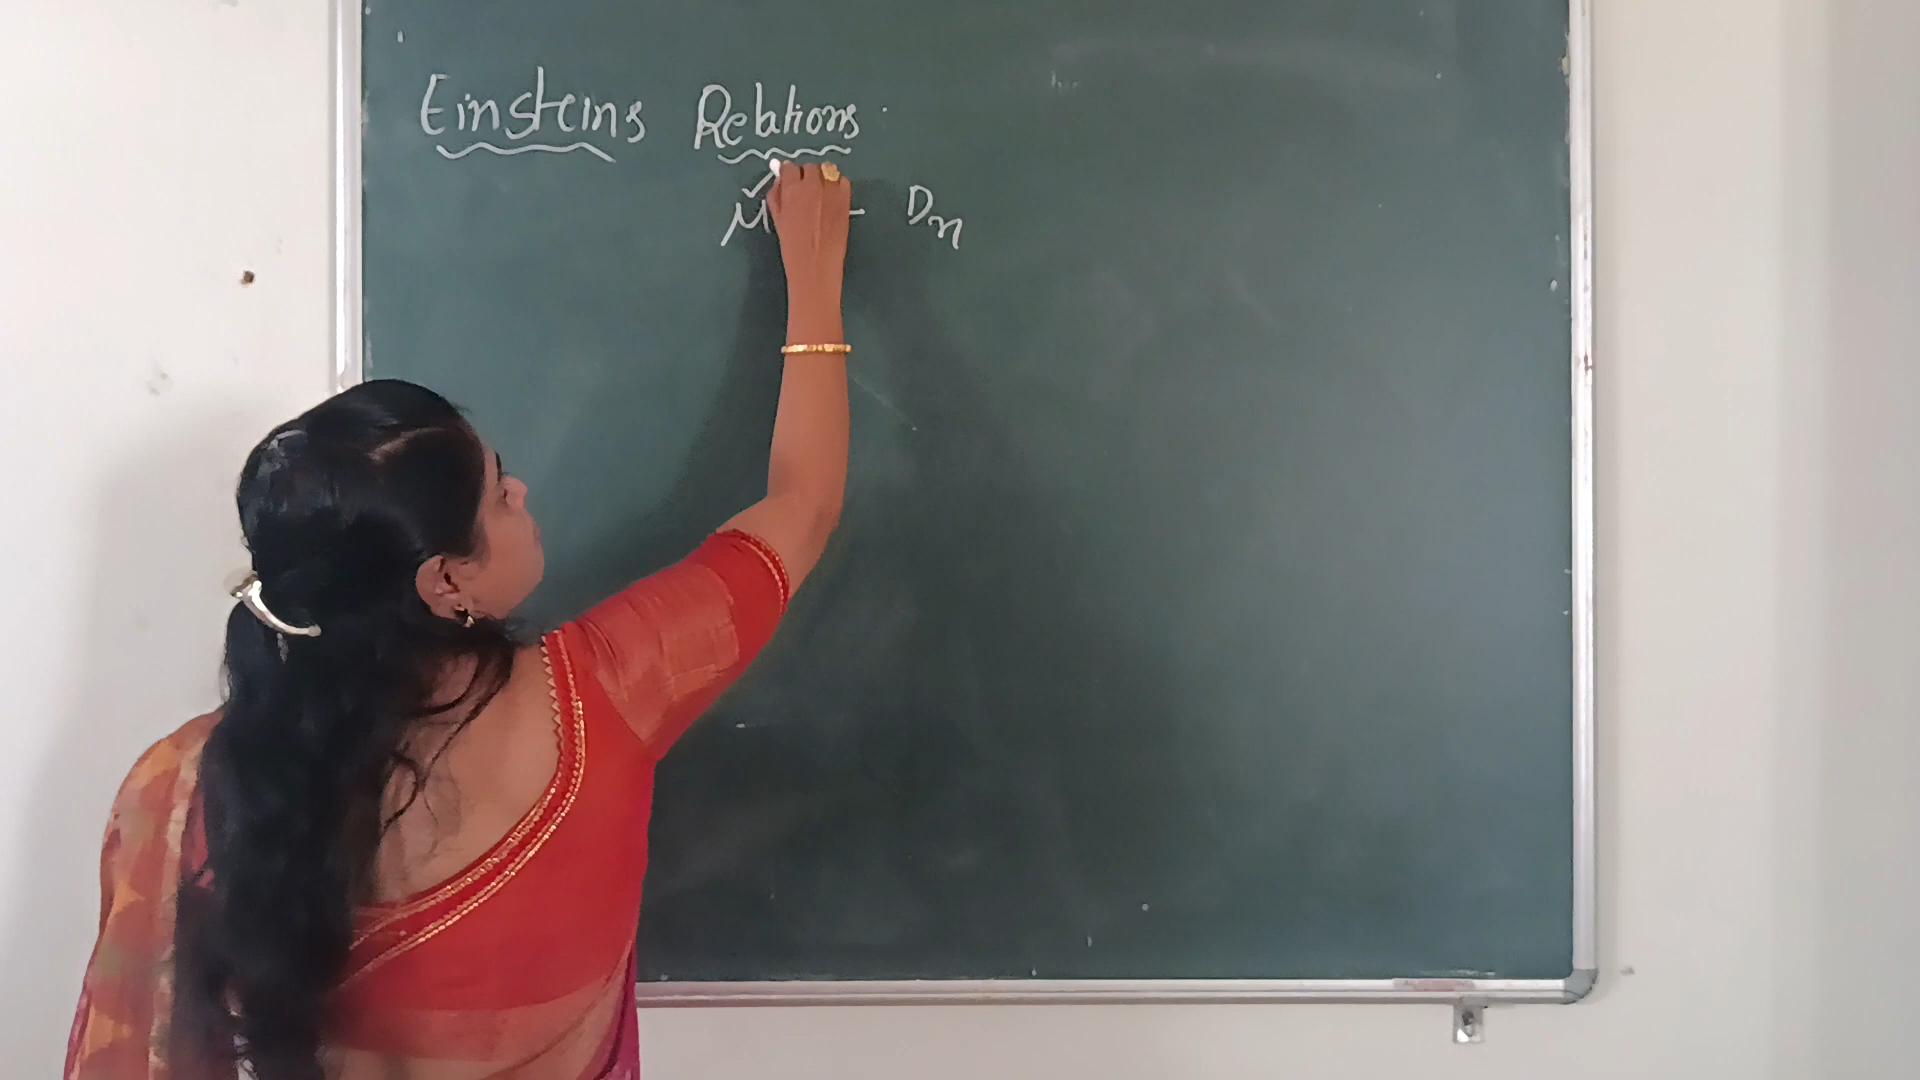 Einsteins Relations
μ - Dn